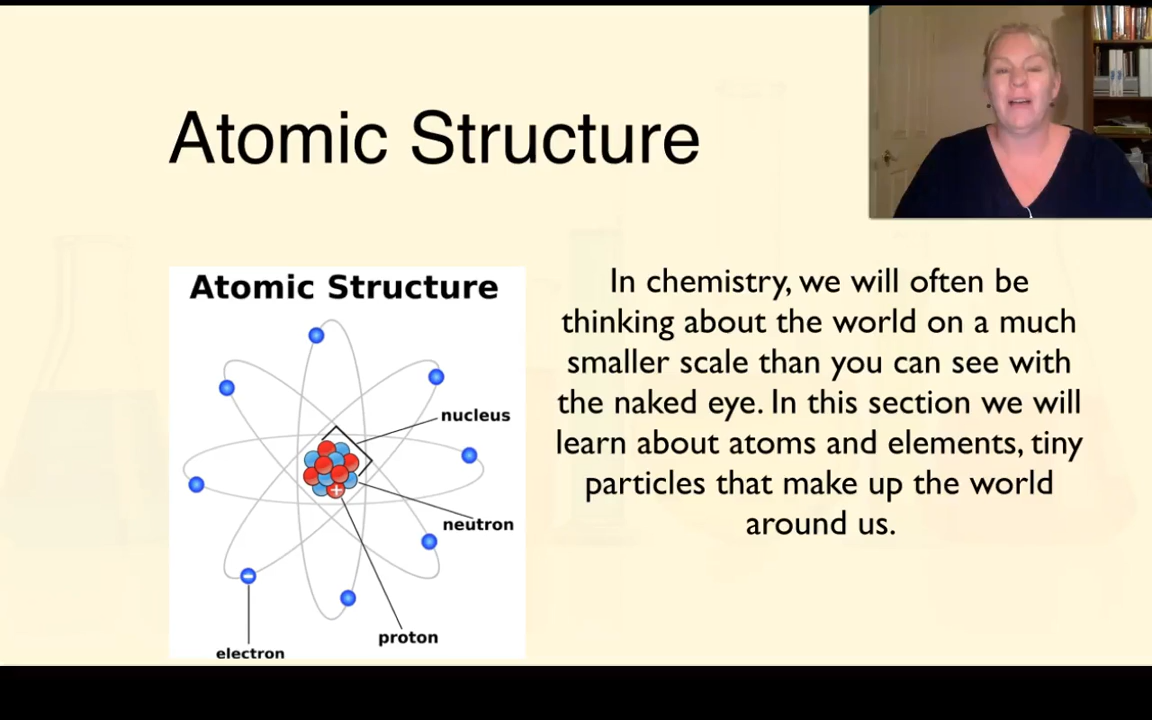 Atomic Structure
Atomic Structure
nucleus
neutron
proton
electron
In chemistry, we will often be
thinking about the world on a much
smaller scale than you can see with
the naked eye. In this section we will
learn about atoms and elements, tiny
particles that make up the world
around us.